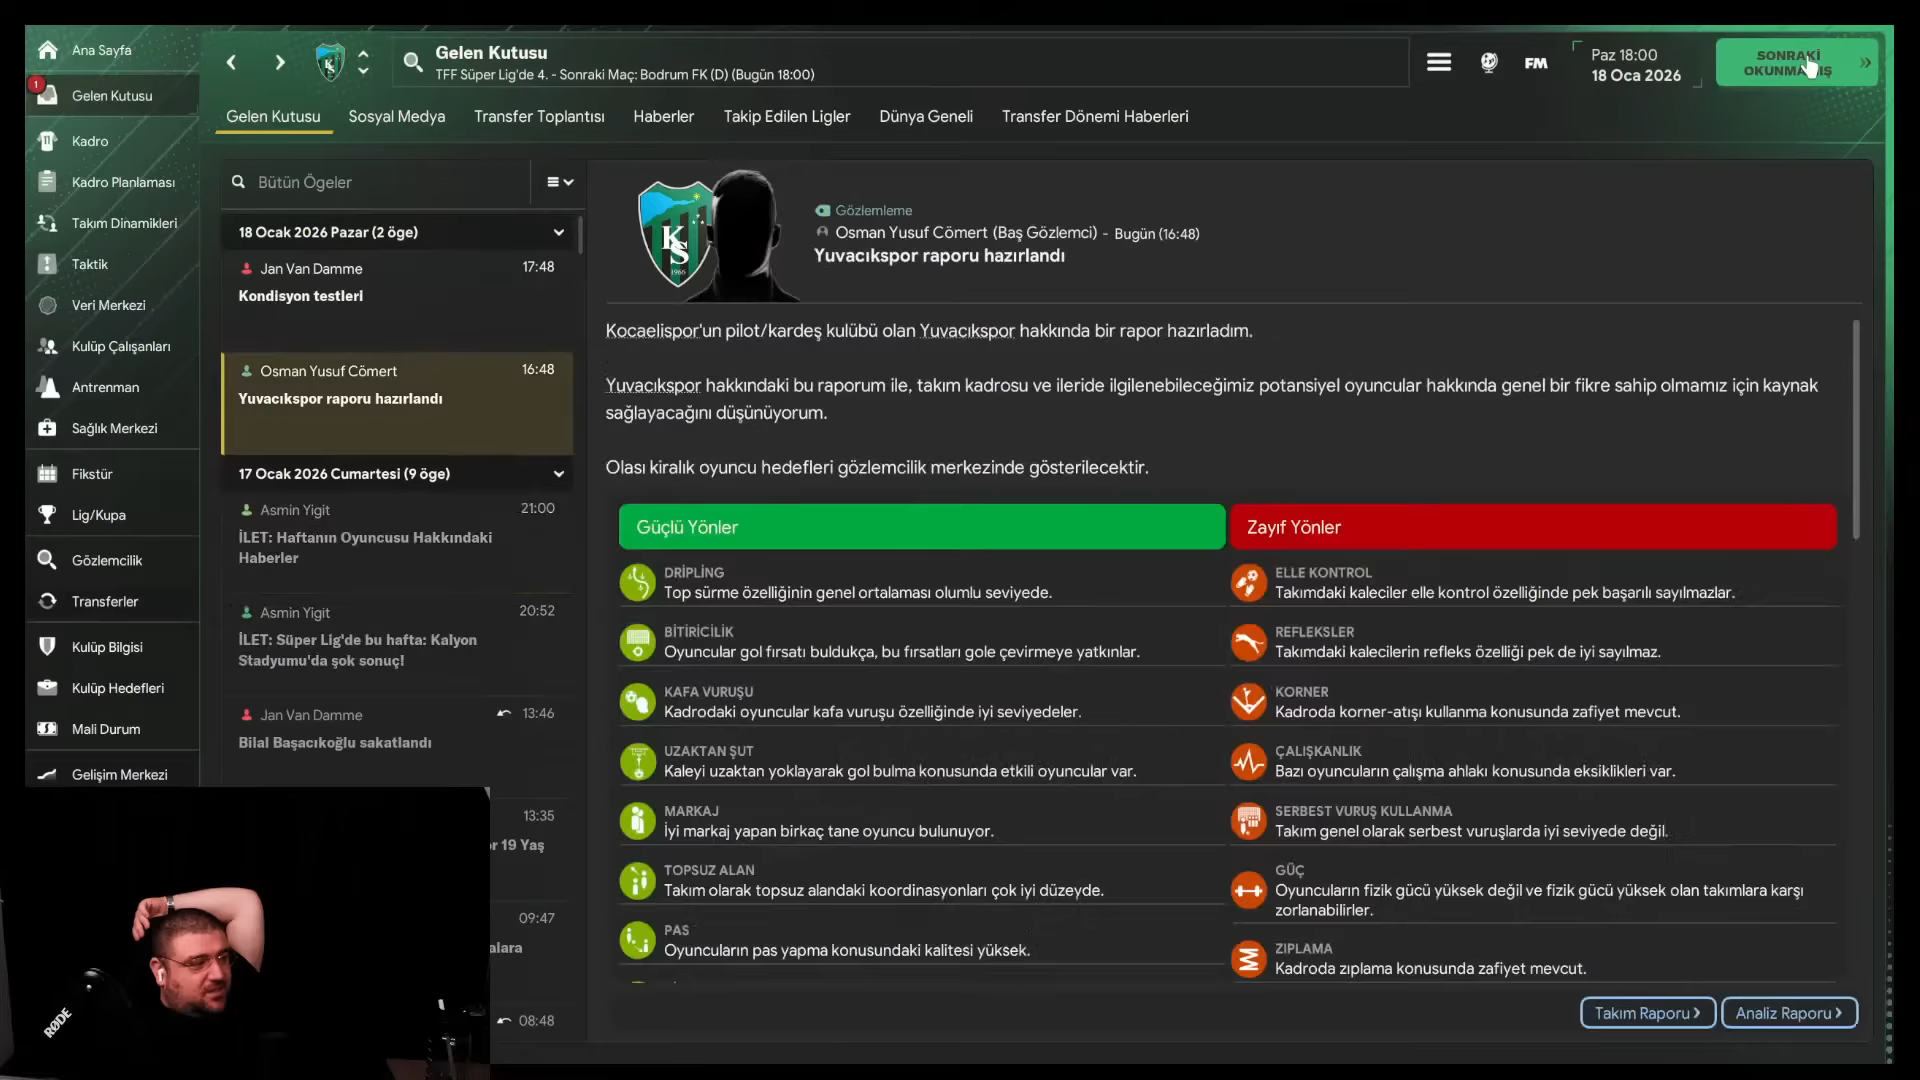 Ana Sayfa
1
Gelen Kutusu
Kadro
Kadro Planlaması
Takım Dinamikleri
Taktik
Veri Merkezi
Kulüp Çalışanları
Antrenman
Sağlık Merkezi
Fikstür
Lig/Kupa
Gözlemcilik
Transferler
Kulüp Bilgisi
Kulüp Hedefleri
Mali Durum
Gelişim Merkezi
Gelen Kutusu
TFF Süper Lig'de 4. - Sonraki Maç: Bodrum FK (D) (Bugün 18:00)
FM
Paz 18:00
18 Oca 2026
SONRAKİ
Gelen Kutusu
Sosyal Medya
Transfer Toplantısı
Haberler
Takip Edilen Ligler
Dünya Geneli
Transfer Dönemi Haberleri
Bütün Ögeler
18 Ocak 2026 Pazar (2 öge)
Jan Van Damme 17:48
Kondisyon testleri
Osman Yusuf Cömert 16:48
Yuvacıkspor raporu hazırlandı
17 Ocak 2026 Cumartesi (9 öge)
Asmin Yigit 21:00
İLET: Haftanın Oyuncusu Hakkındaki
Haberler
Asmin Yigit 20:52
İLET: Süper Lig'de bu hafta: Kalyon
Stadyumu'da şok sonuç!
Jan Van Damme 13:46
Bilal Başacıkoğlu sakatlandı
13:35
r 19 Yaş
09:47
alara
08:48
KS
1966
Gözlemleme
Osman Yusuf Cömert (Baş Gözlemci) - Bugün (16:48)
Yuvacıkspor raporu hazırlandı
Kocaelispor'un pilot/kardeş kulübü olan Yuvacıkspor hakkında bir rapor hazırladım.
Yuvacıkspor hakkındaki bu raporum ile, takım kadrosu ve ileride ilgilenebileceğimiz potansiyel oyuncular hakkında genel bir fikre sahip olmamız için kaynak
sağlayacağını düşünüyorum.
Olası kiralık oyuncu hedefleri gözlemcilik merkezinde gösterilecektir.
Güçlü Yönler
DRİPLİNG
Top sürme özelliğinin genel ortalaması olumlu seviyede.
BİTİRİCİLİK
Oyuncular gol fırsatı buldukça, bu fırsatları gole çevirmeye yatkınlar.
KAFA VURUŞU
Kadrodaki oyuncular kafa vuruşu özelliğinde iyi seviyedeler.
UZAKTAN ŞUT
Kaleyi uzaktan yoklayarak gol bulma konusunda etkili oyuncular var.
MARKAJ
İyi markaj yapan birkaç tane oyuncu bulunuyor.
TOPSUZ ALAN
Takım olarak topsuz alandaki koordinasyonları çok iyi düzeyde.
PAS
Oyuncuların pas yapma konusundaki kalitesi yüksek.
Zayıf Yönler
ELLE KONTROL
Takımdaki kaleciler elle kontrol özelliğinde pek başarılı sayılmazlar.
REFLEKSLER
Takımdaki kalecilerin refleks özelliği pek de iyi sayılmaz.
KORNER
Kadroda korner-atışı kullanma konusunda zafiyet mevcut.
ÇALIŞKANLIK
Bazı oyuncuların çalışma ahlakı konusunda eksiklikleri var.
SERBEST VURUŞ KULLANMA
Takım genel olarak serbest vuruşlarda iyi seviyede değil.
GÜÇ
Oyuncuların fizik gücü yüksek değil ve fizik gücü yüksek olan takımlara karşı
zorlanabilirler.
ZIPLAMA
Kadroda zıplama konusunda zafiyet mevcut.
Takım Raporu
Analiz Raporu
RØDE